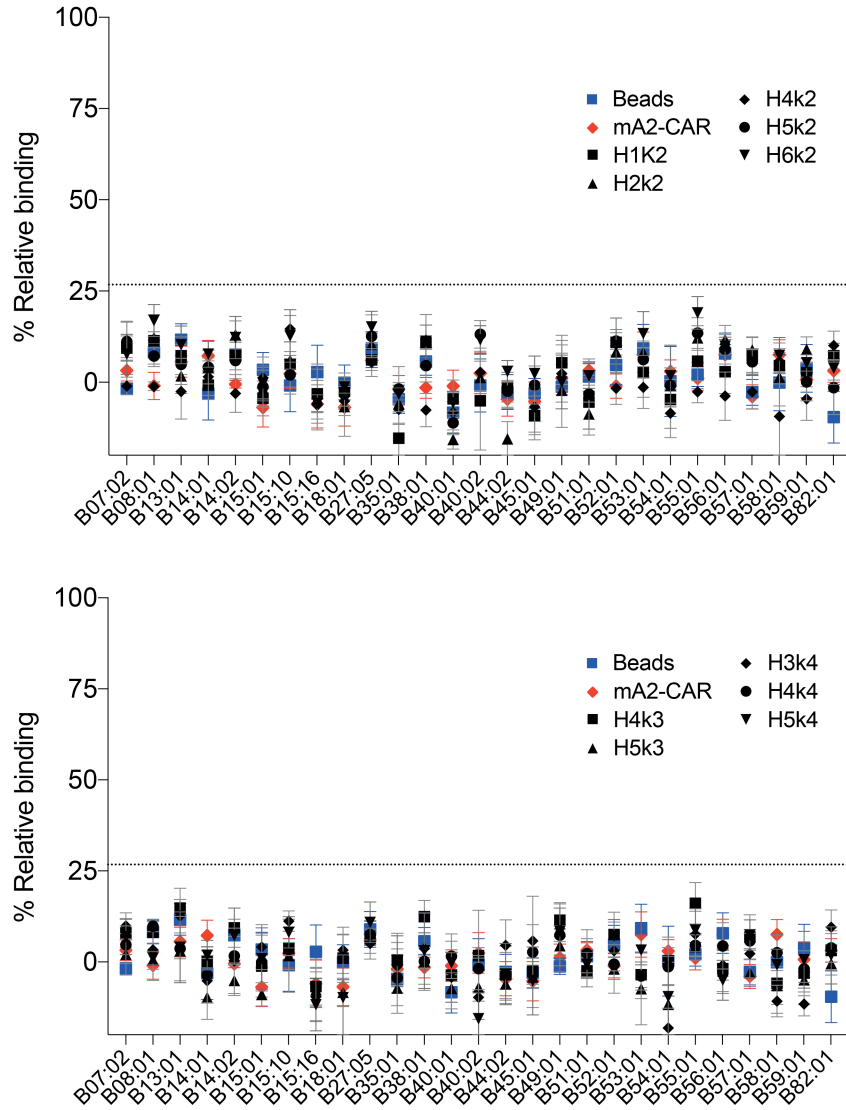 100
75
50
25
0
% Relative binding
Beads
mA2-CAR
H1K2
H2k2
H4k2
H5k2
H6k2
B07:02
B08:01
B13:01
B14:01
B14:02
B15:01
B15:10
B15:16
B18:01
B27:05
B35:01
B38:01
B40:01
B40:02
B44:02
B45:01
B49:01
B51:01
B52:01
B53:01
B54:01
B55:01
B56:01
B57:01
B58:01
B59:01
B82:01
100
75
50
25
0
% Relative binding
Beads
mA2-CAR
H4k3
H5k3
H3k4
H4k4
H5k4
B07:02
B08:01
B13:01
B14:01
B14:02
B15:01
B15:10
B15:16
B18:01
B27:05
B35:01
B38:01
B40:01
B40:02
B44:02
B45:01
B49:01
B51:01
B52:01
B53:01
B54:01
B55:01
B56:01
B57:01
B58:01
B59:01
B82:01